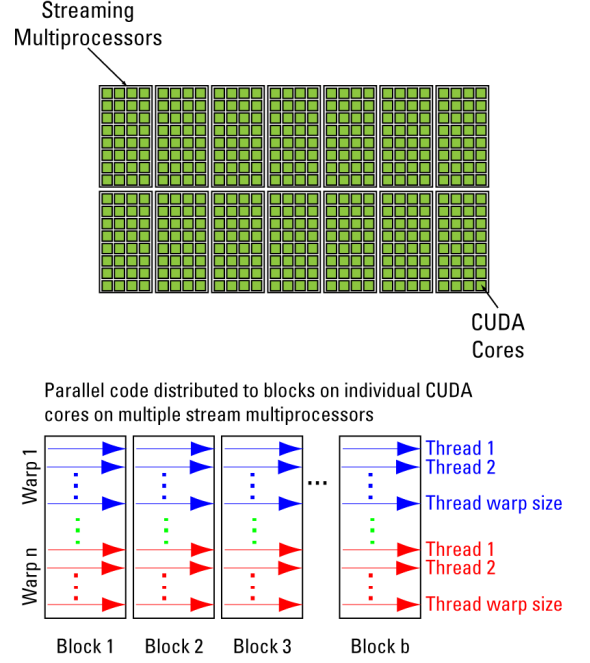 Streaming
Multiprocessors
CUDA
Cores
Parallel code distributed to blocks on individual CUDA
cores on multiple stream multiprocessors
Warp 1
Thread 1
Thread 2
...
Thread warp size
Warp n
Thread 1
Thread 2
Thread warp size
Block 1 Block 2 Block 3 Block b